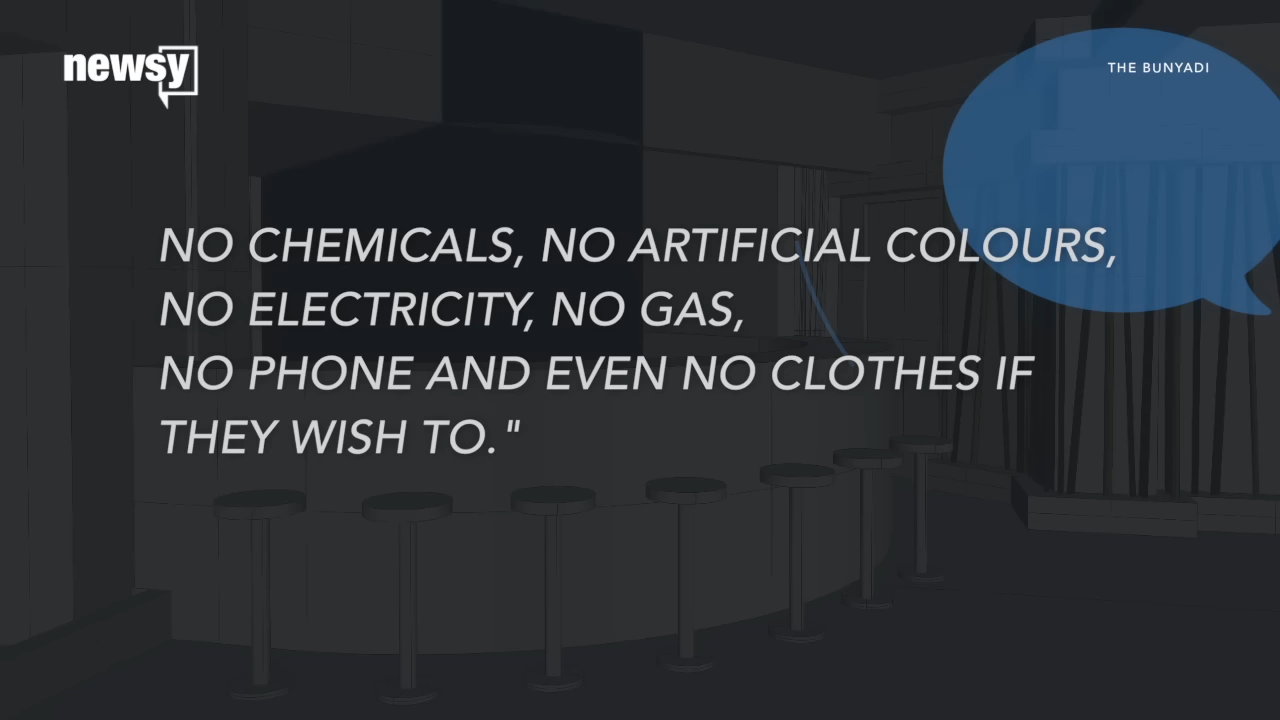 newsy
THE BUNYADI
NO CHEMICALS, NO ARTIFICIAL COLOURS,
NO ELECTRICITY, NO GAS,
NO PHONE AND EVEN NO CLOTHES IF
THEY WISH TO."